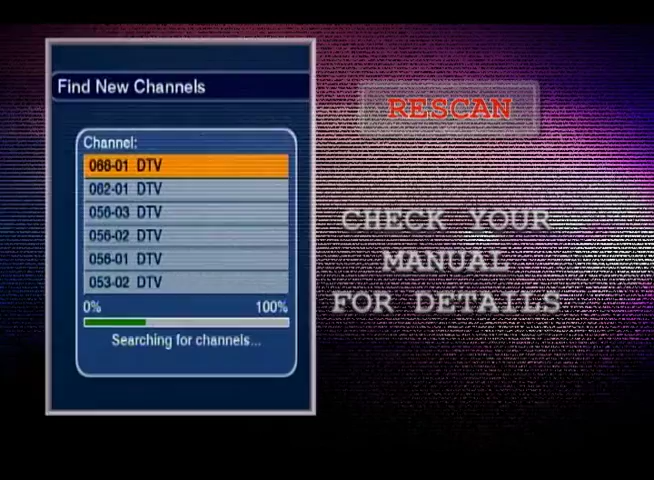 Find New Channels
Channel:
068-01 DTV
062-01 DTV
056-03 DTV
056-02 DTV
056-01 DTV
053-02 DTV
0% 100%
Searching for channels...
RESCAN
CHECK YOUR
MANUAL
FOR DETAILS